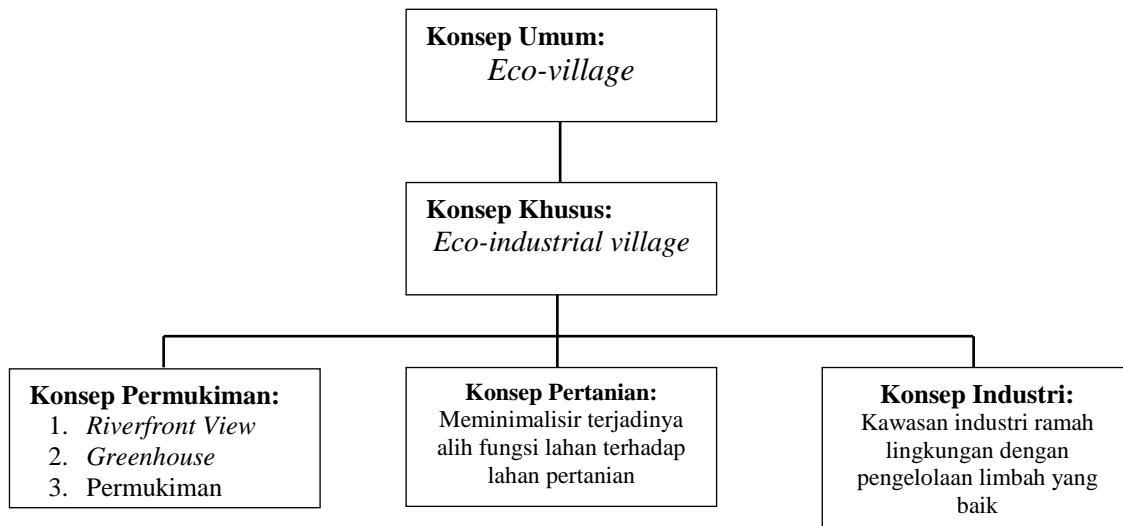 Konsep Umum:
Eco-village
Konsep Khusus:
Eco-industrial village
Konsep Permukiman:
1. Riverfront View
2. Greenhouse
3. Permukiman
Konsep Pertanian:
Meminimalisir terjadinya
alih fungsi lahan terhadap
lahan pertanian
Konsep Industri:
Kawasan industri ramah
lingkungan dengan
pengelolaan limbah yang
baik